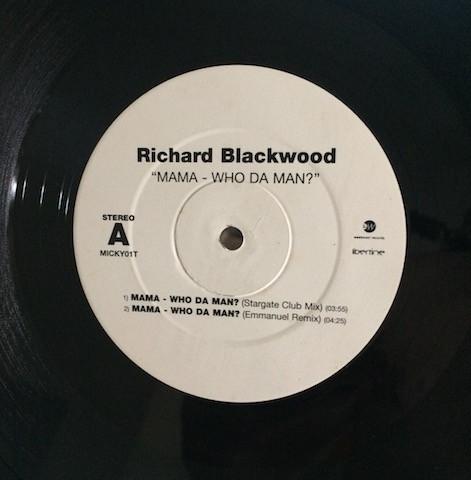 Richard Blackwood
"MAMA - WHO DA MAN?"
STEREO
A
MICKY01T
libertine
1) MAMA - WHO DA MAN? (Stargate Club Mix) (03:55)
2) MAMA - WHO DA MAN? (Emmanuel Remix) (04:25)